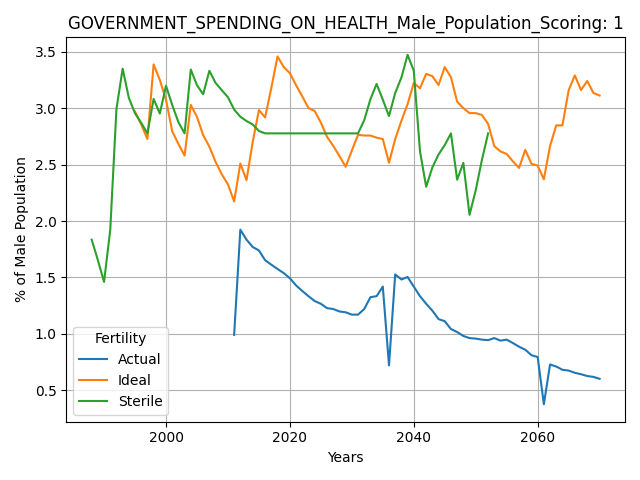 GOVERNMENT_SPENDING_ON_HEALTH_Male_Population_Scoring: 1
3.5
3.0
2.5
2.0
1.5
1.0
0.5
% of Male Population
Fertility
Actual
Ideal
Sterile
2000
2020
2040
2060
Years